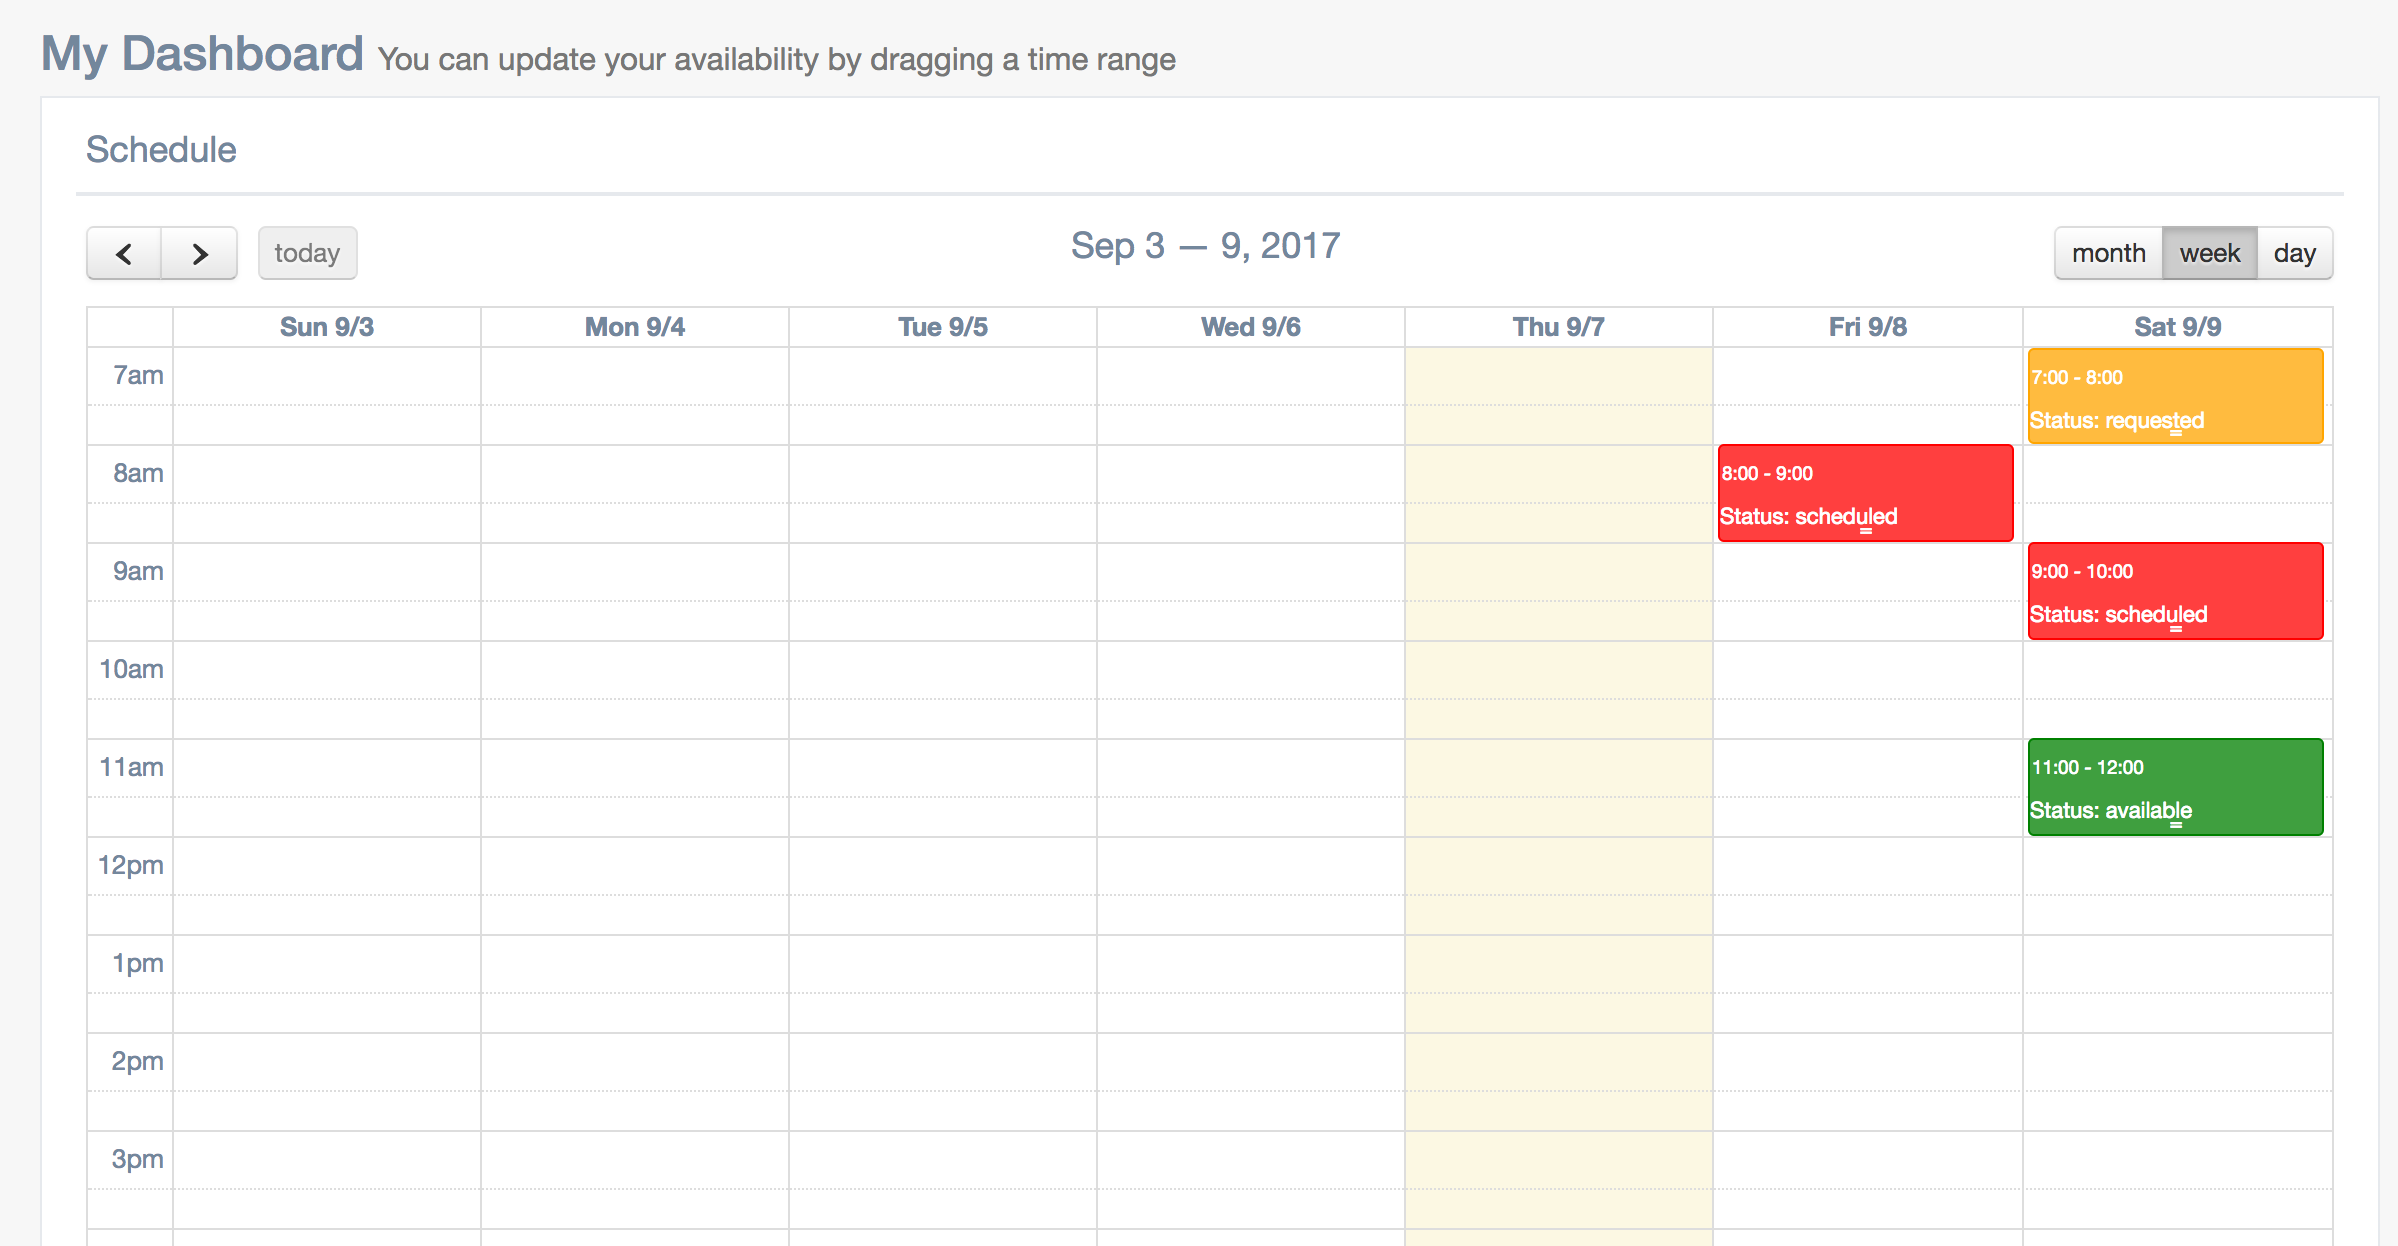 My Dashboard You can update your availability by dragging a time range
Schedule
today
Sep 3 — 9, 2017
month week day
Sun 9/3 Mon 9/4 Tue 9/5 Wed 9/6 Thu 9/7 Fri 9/8 Sat 9/9
7am
7:00 - 8:00
Status: requested
8am
8:00 - 9:00
Status: scheduled
9am
9:00 - 10:00
Status: scheduled
10am
11am
11:00 - 12:00
Status: available
12pm
1pm
2pm
3pm